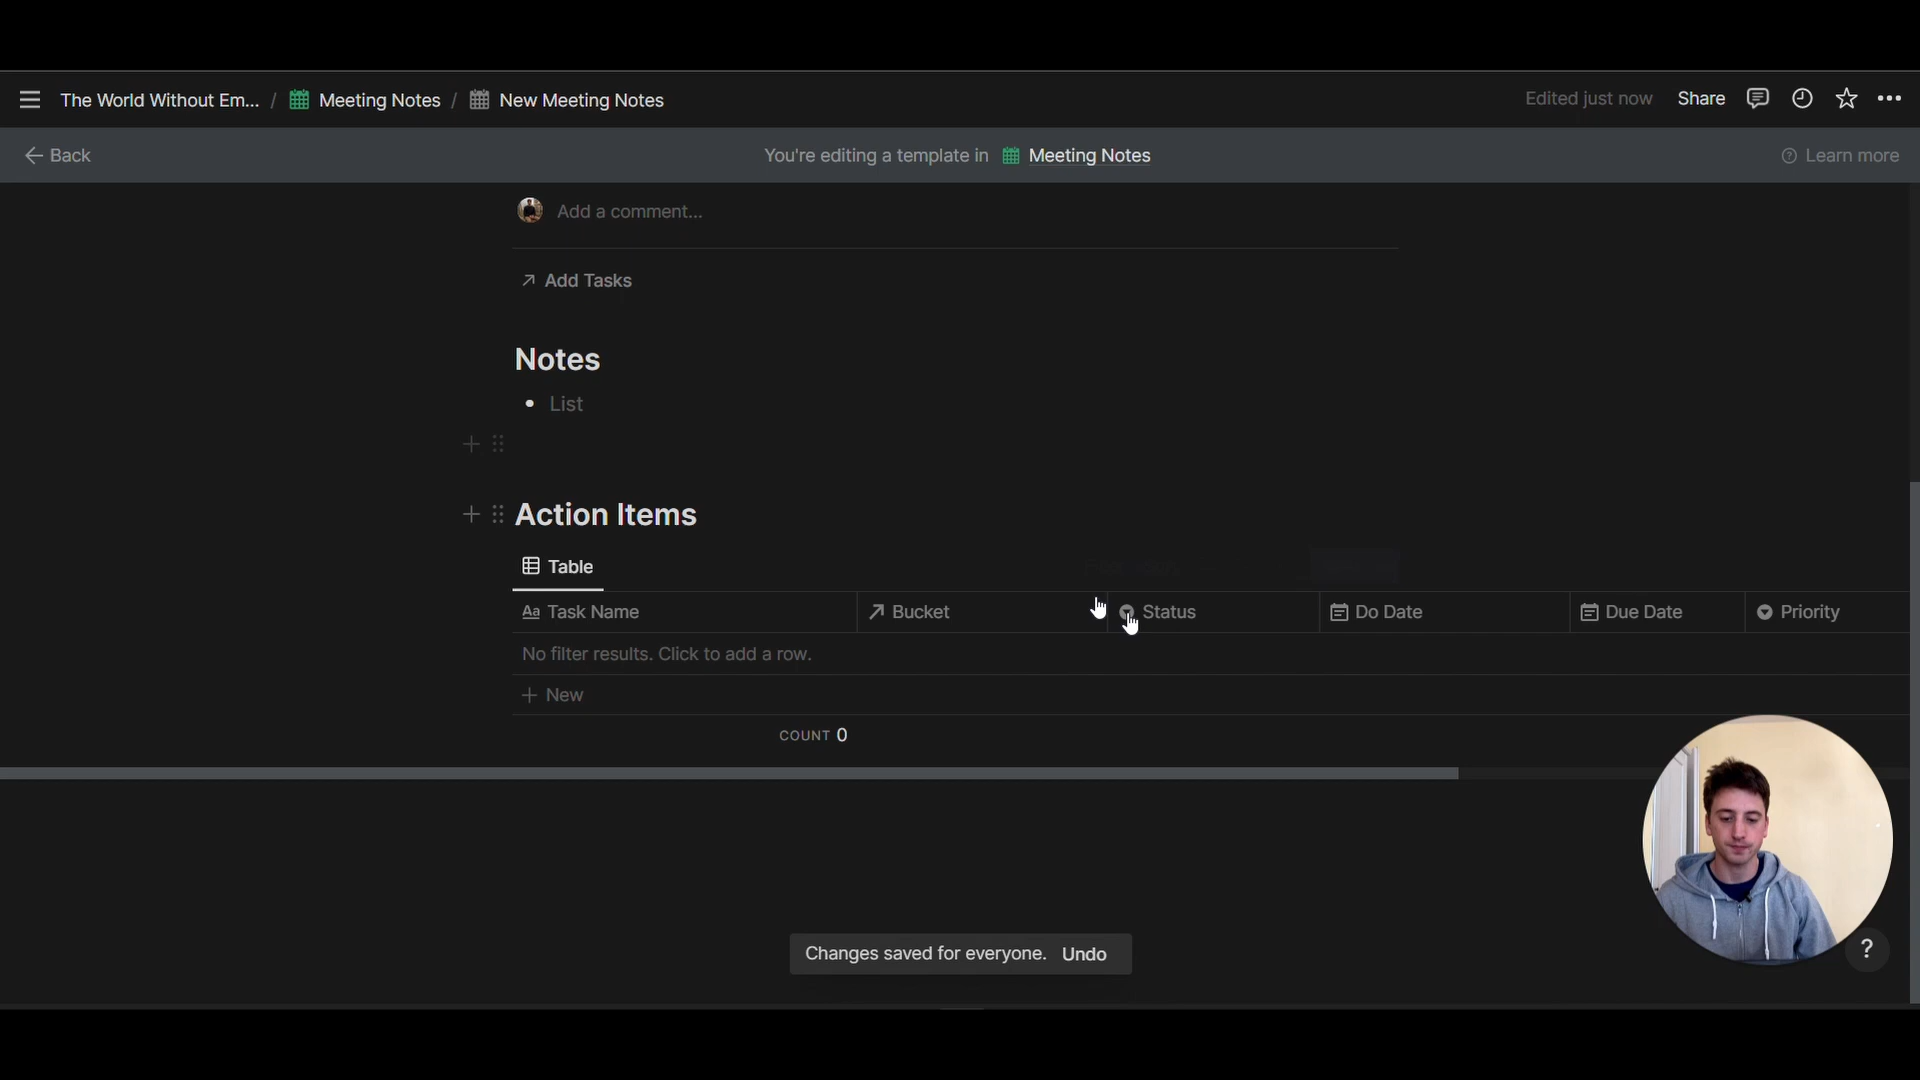 The World Without Em... / Meeting Notes / New Meeting Notes
Edited just now Share
Back
You're editing a template in Meeting Notes
Learn more
Add a comment...
Add Tasks
Notes
List
Action Items
Table
Aa Task Name Bucket Status Do Date Due Date Priority
No filter results. Click to add a row.
+ New
COUNT 0
Changes saved for everyone. Undo
?